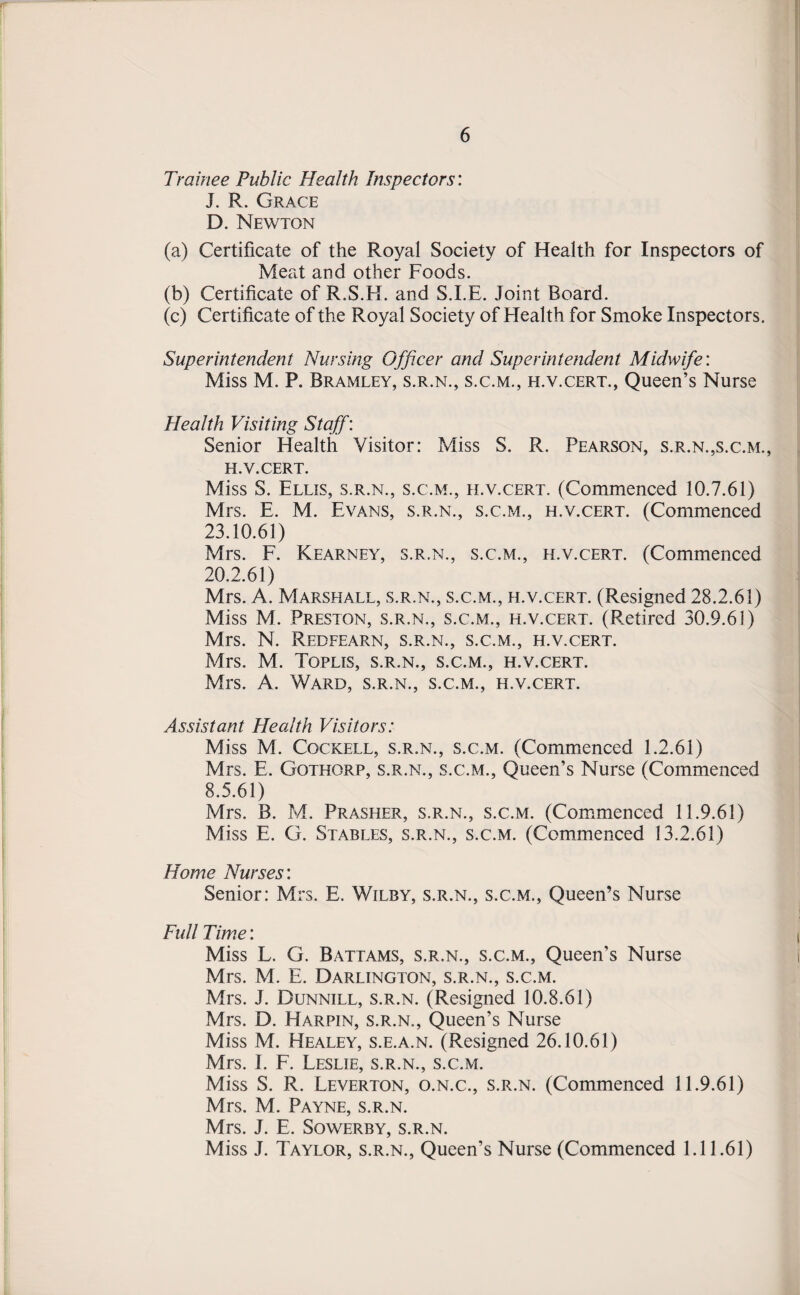 6
Trainee Public Health Inspectors:
J. R. Grace
D. Newton
(a) Certificate of the Royal Society of Health for Inspectors of
Meat and other Foods.
(b) Certificate of R.S.H. and S.I.E. Joint Board.
(c) Certificate of the Royal Society of Health for Smoke Inspectors.
Superintendent Nursing Officer and Superintendent Midwife:
Miss M. P. Bramley, s.r.n., s.c.m., h.v.cert., Queen's Nurse
Health Visiting Staff:
Senior Health Visitor: Miss S. R. Pearson, s.r.n.,s.c.m.,
h.v.cert.
Miss S. Ellis, s.r.n., s.c.m., h.v.cert. (Commenced 10.7.61)
Mrs. E. M. Evans, s.r.n., s.c.m., h.v.cert. (Commenced
23.10.61)
Mrs. F. Kearney, s.r.n., s.c.m., h.v.cert. (Commenced
20.2.61)
Mrs. A. Marshall, s.r.n., s.c.m., h.v.cert. (Resigned 28.2.61)
Miss M. Preston, s.r.n., s.c.m., h.v.cert. (Retired 30.9.61)
Mrs. N. Redfearn, s.r.n., s.c.m., h.v.cert.
Mrs. M. Toplis, s.r.n., s.c.m., h.v.cert.
Mrs. A. Ward, s.r.n., s.c.m., h.v.cert.
Assistant Health Visitors:
Miss M. Cockell, s.r.n., s.c.m. (Commenced 1.2.61)
Mrs. E. Gothorp, s.r.n., s.c.m., Queen's Nurse (Commenced
8.5.61)
Mrs. B. M. Prasher, s.r.n., s.c.m. (Commenced 11.9.61)
Miss E. G. Stables, s.r.n., s.c.m. (Commenced 13.2.61)
Home Nurses:
Senior: Mrs. E. Wilby, s.r.n., s.c.m., Queen's Nurse
Full Time:
Miss L. G. Battams, s.r.n., s.c.m., Queen's Nurse
Mrs. M. E. Darlington, s.r.n., s.c.m.
Mrs. J. Dunnill, s.r.n. (Resigned 10.8.61)
Mrs. D. Harpin, s.r.n., Queen's Nurse
Miss M. Healey, s.e.a.n. (Resigned 26.10.61)
Mrs. I. F. Leslie, s.r.n., s.c.m.
Miss S. R. Leverton, o.n.c., s.r.n. (Commenced 11.9.61)
Mrs. M. Payne, s.r.n.
Mrs. J. E. Sowerby, s.r.n.
Miss J. Taylor, s.r.n., Queen's Nurse (Commenced 1.11.61)